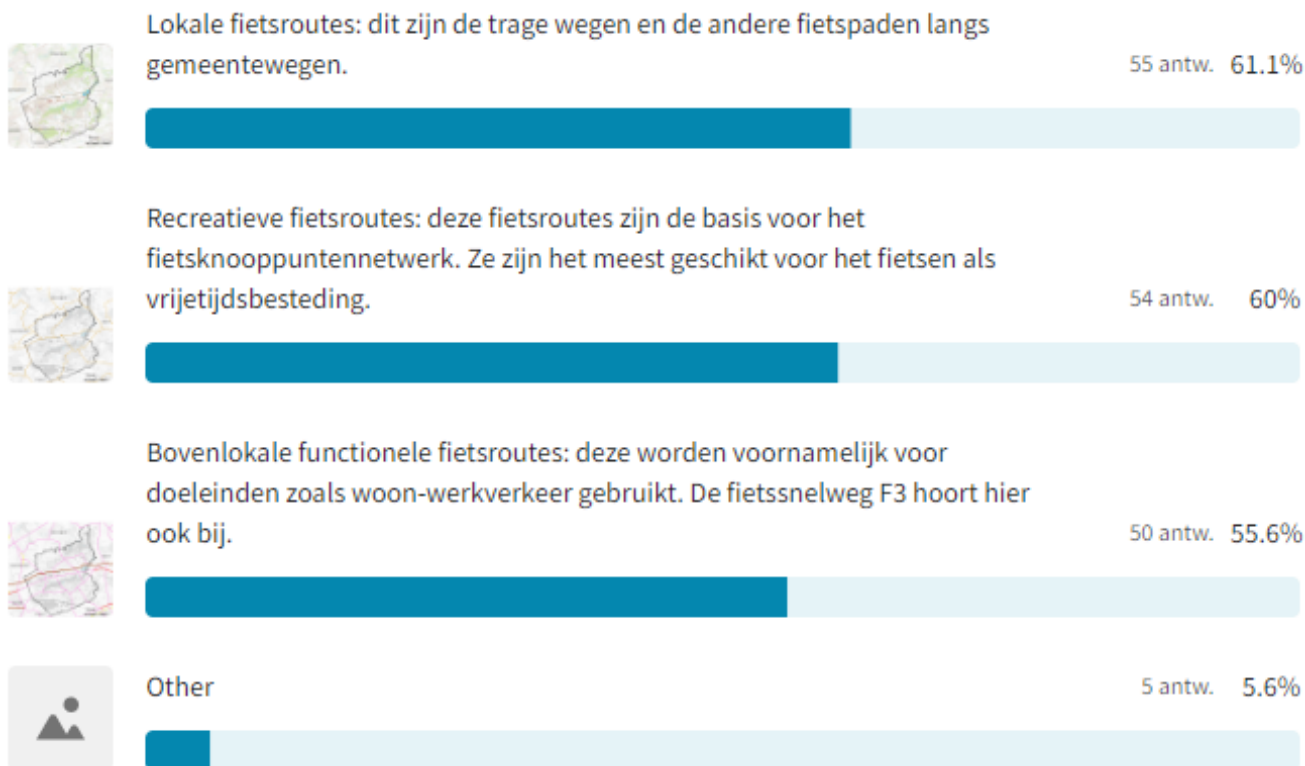 Lokale fietsroutes: dit zijn de trage wegen en de andere fietspaden langs
gemeentewegen.
55 antw. 61.1%
Recreatieve fietsroutes: deze fietsroutes zijn de basis voor het
fietsknooppuntennetwerk. Ze zijn het meest geschikt voor het fietsen als
vrijetijdsbesteding.
54 antw. 60%
Bovenlokale functionele fietsroutes: deze worden voornamelijk voor
doeleinden zoals woon-werkverkeer gebruikt. De fietssnelweg F3 hoort hier
ook bij.
50 antw. 55.6%
Other
5 antw. 5.6%